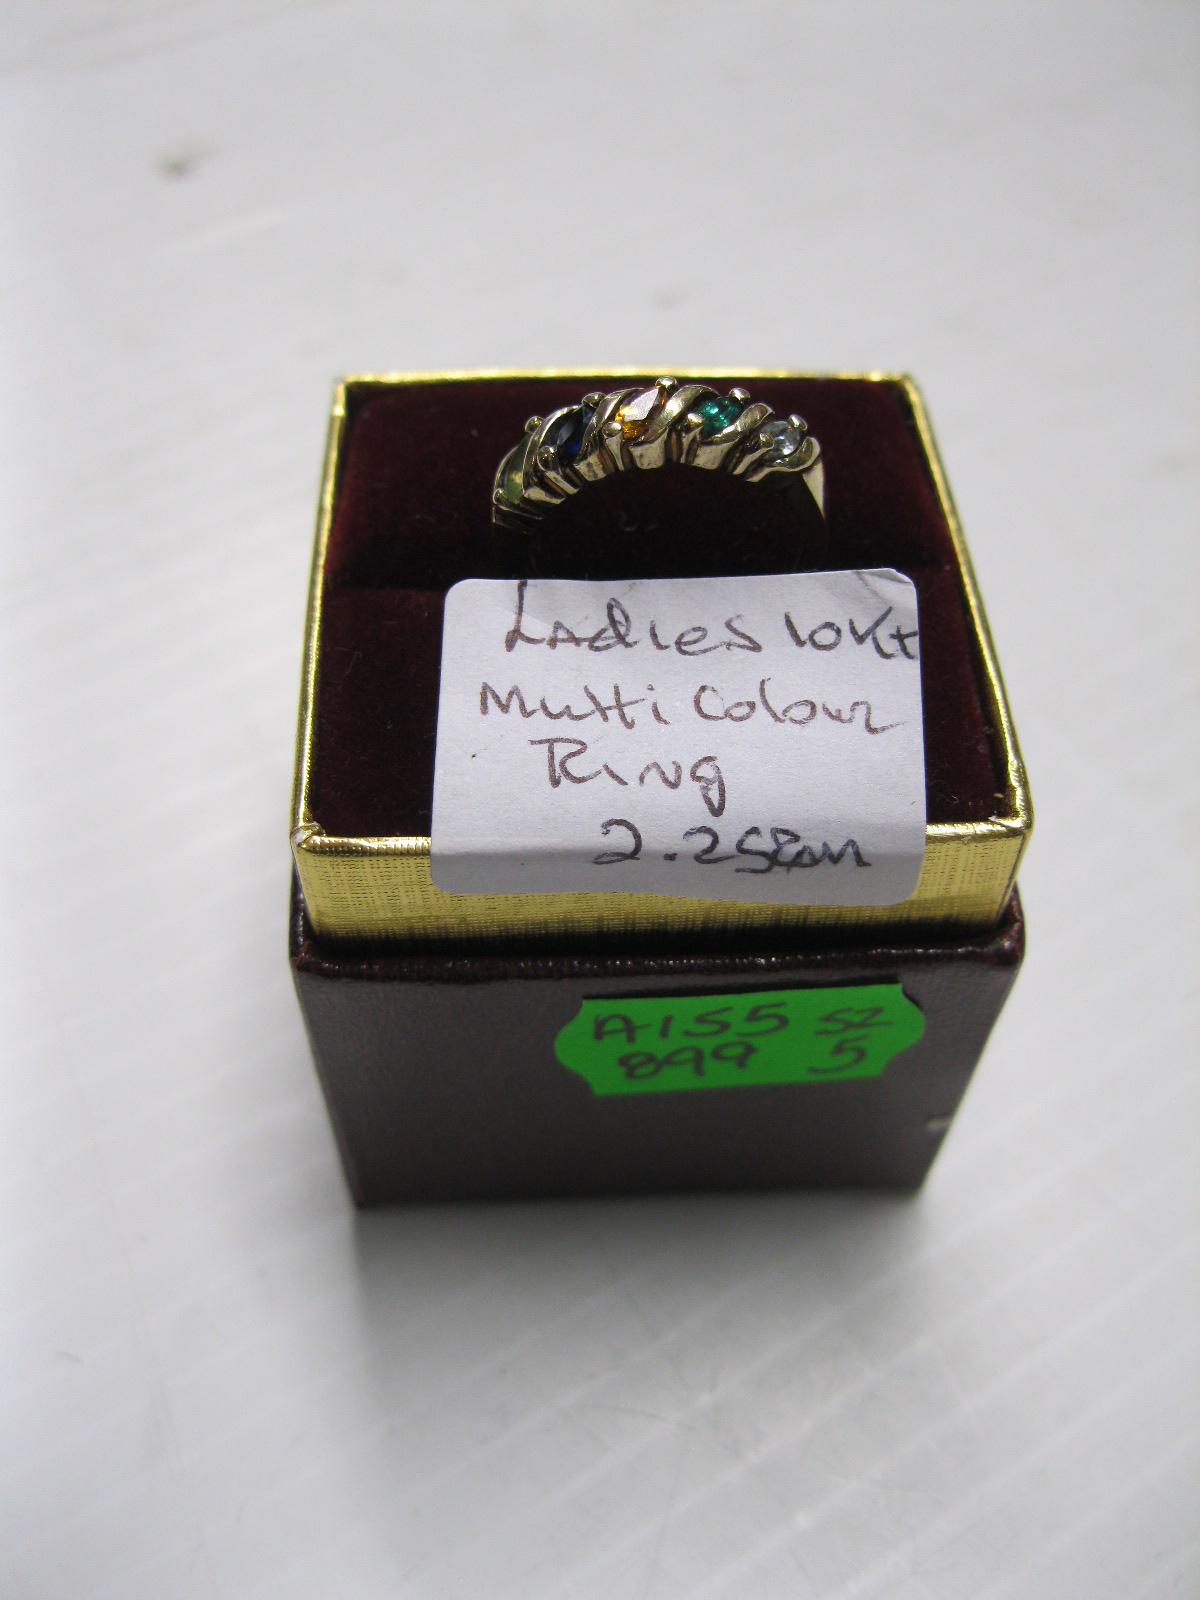 Ladies 10Kt
Multi Colour
Ring
2.25gm
A155 SZ
899 5